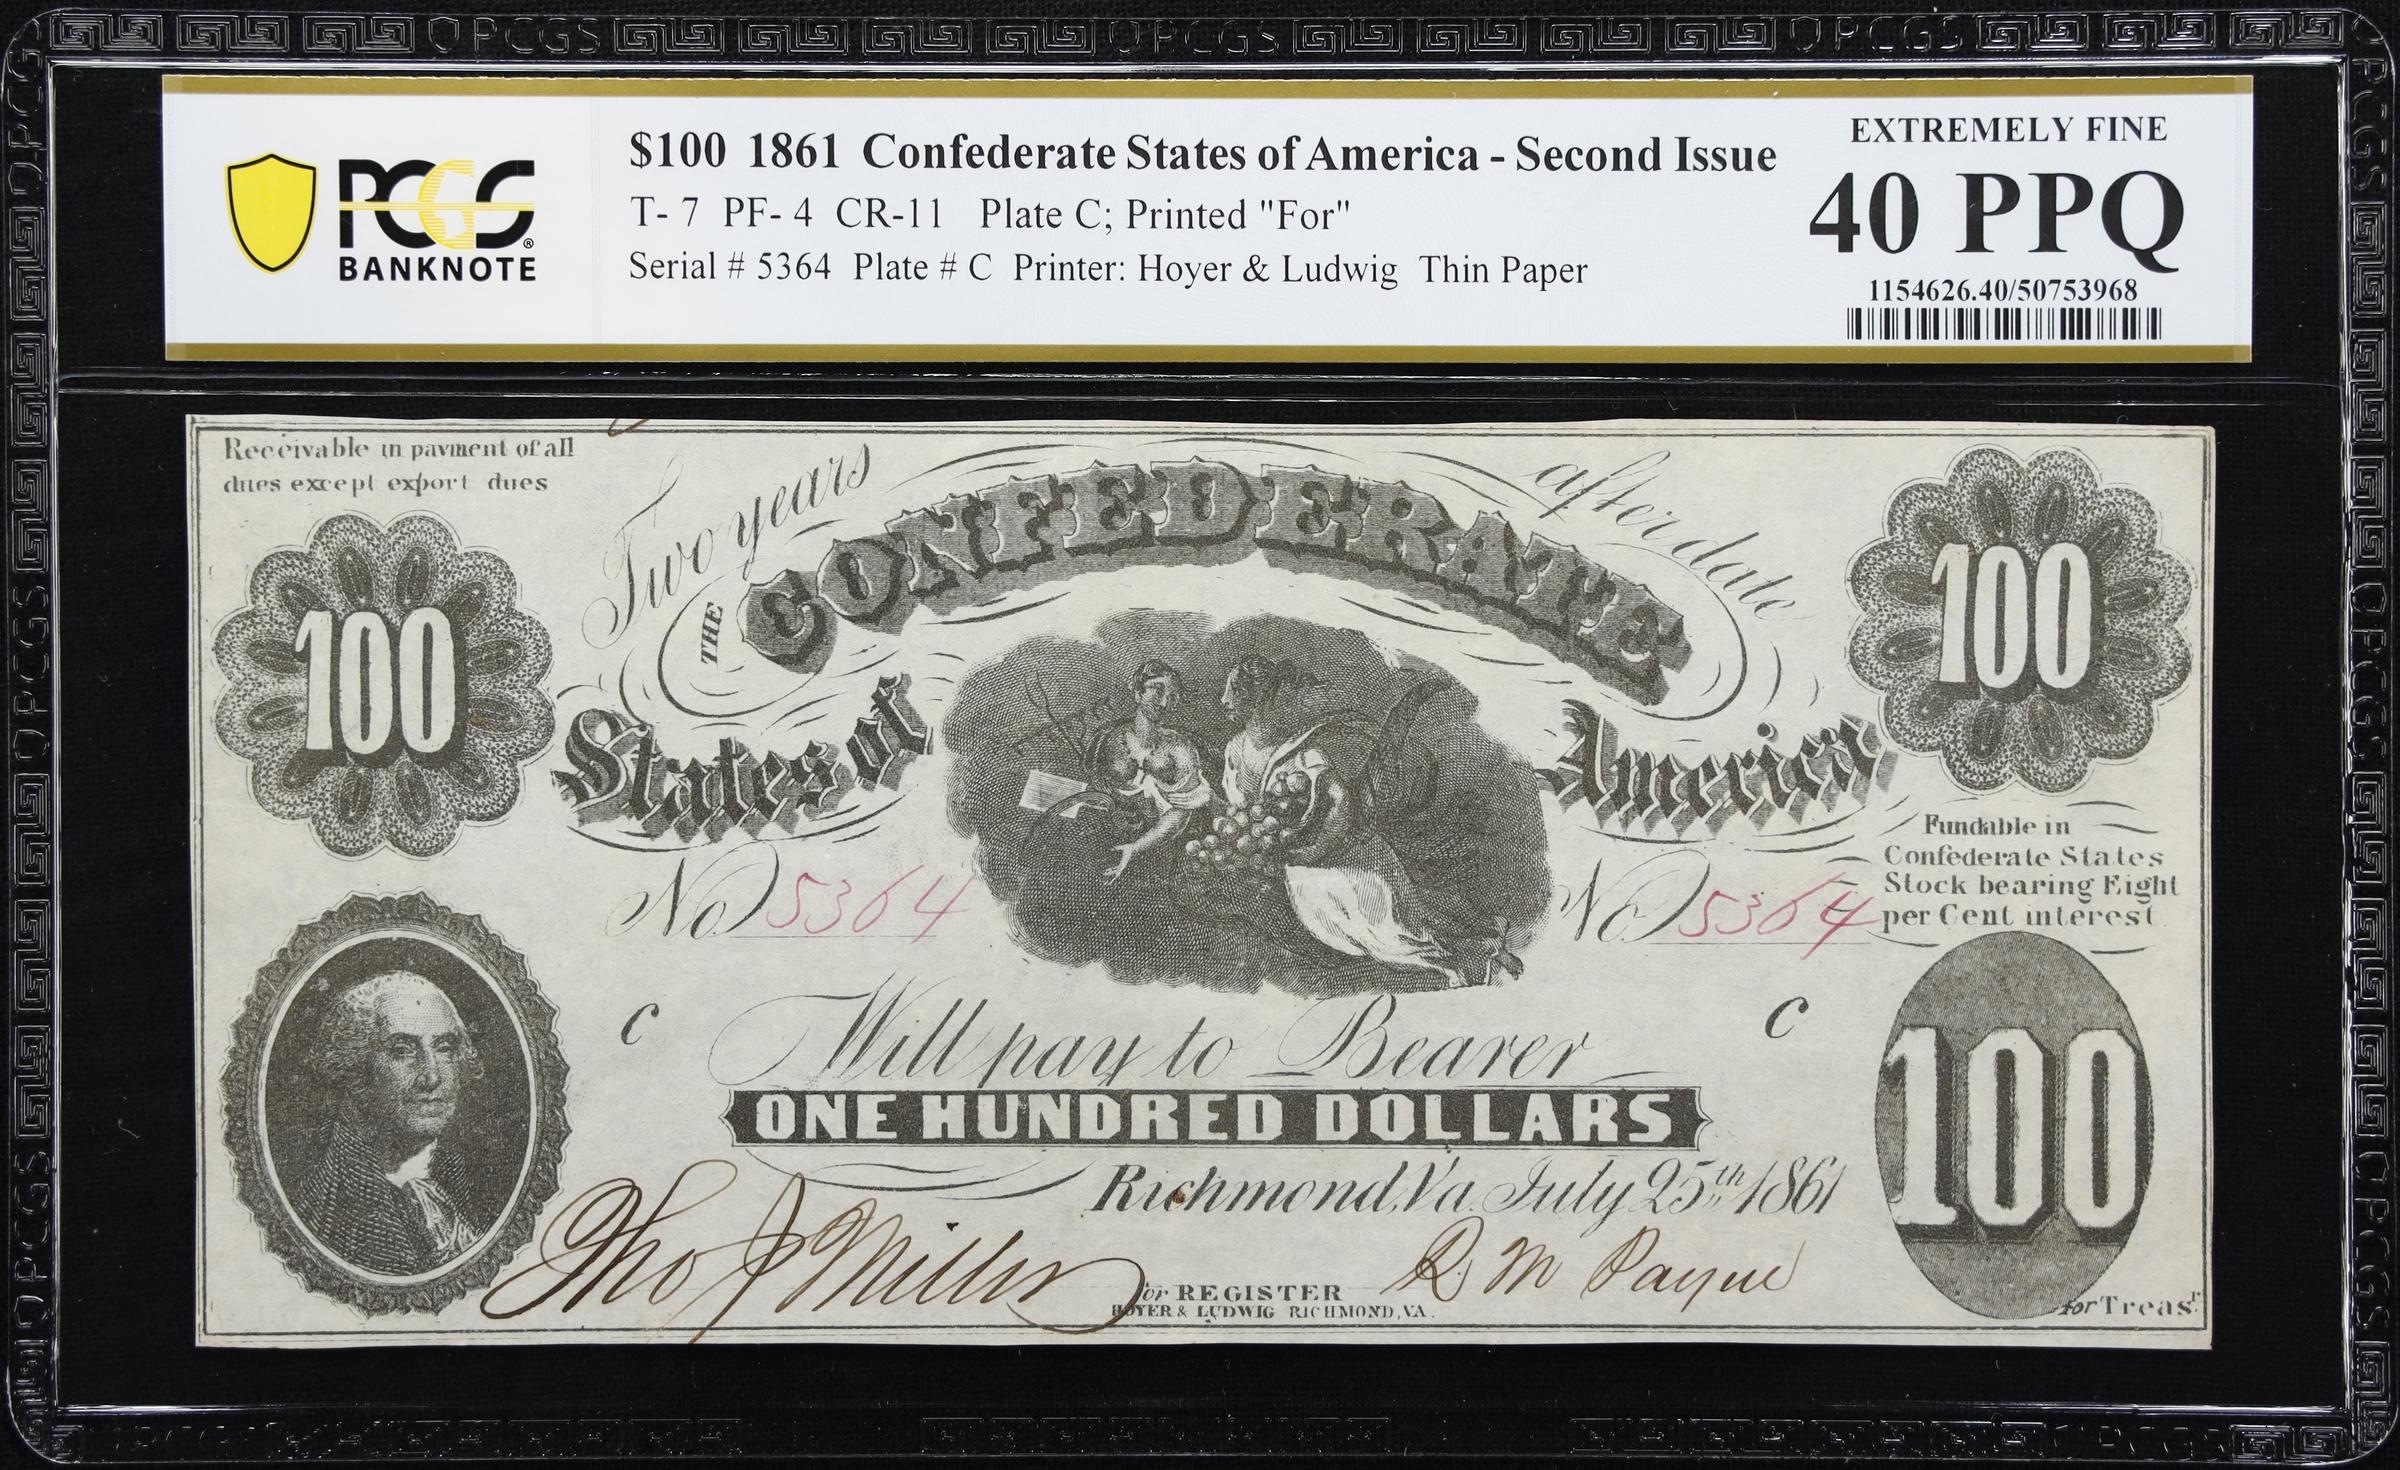 PCGS BANKNOTE
$100 1861 Confederate States of America - Second Issue
T- 7 PF- 4 CR-11 Plate C; Printed "For"
Serial # 5364 Plate # C Printer: Hoyer & Ludwig Thin Paper
EXTREMELY FINE
40 PPQ
1154626.40/50753968
Receivable in payment of all
dues except export dues
Two years after date
THE CONFEDERATE
States of America
100
100
Fundable in
Confederate States
Stock bearing Eight
per Cent interest
No. 5364
No. 5364
C
C
Will pay to Bearer
ONE HUNDRED DOLLARS
100
Richmond, Va. July 25th 1861
Tho J Miller
R M Payne
for REGISTER
for Treasr.
HOYER & LUDWIG RICHMOND, VA.